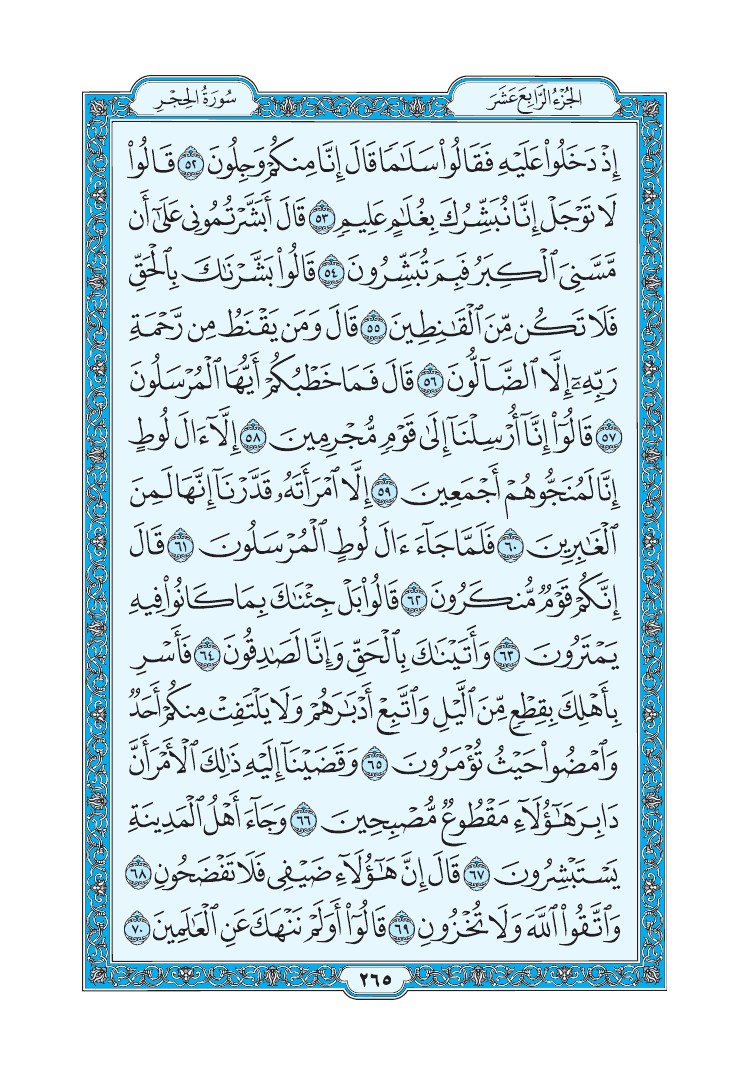 الجُزْءُ الرَّابِعَ عَشَرَ
سُورَةُ الحِجْرِ
إِذْ دَخَلُوا۟ عَلَيْهِ فَقَالُوا۟ سَلَٰمًا قَالَ إِنَّا مِنكُمْ وَجِلُونَ ٥٢ قَالُوا۟
لَا تَوْجَلْ إِنَّا نُبَشِّرُكَ بِغُلَٰمٍ عَلِيمٍ ٥٣ قَالَ أَبَشَّرْتُمُونِى عَلَىٰٓ أَن
مَّسَّنِىَ ٱلْكِبَرُ فَبِمَ تُبَشِّرُونَ ٥٤ قَالُوا۟ بَشَّرْنَٰكَ بِٱلْحَقِّ
فَلَا تَكُن مِّنَ ٱلْقَٰنِطِينَ ٥٥ قَالَ وَمَن يَقْنَطُ مِن رَّحْمَةِ
رَبِّهِۦٓ إِلَّا ٱلضَّآلُّونَ ٥٦ قَالَ فَمَا خَطْبُكُمْ أَيُّهَا ٱلْمُرْسَلُونَ
٥٧ قَالُوٓا۟ إِنَّآ أُرْسِلْنَآ إِلَىٰ قَوْمٍ مُّجْرِمِينَ ٥٨ إِلَّآ ءَالَ لُوطٍ
إِنَّا لَمُنَجُّوهُمْ أَجْمَعِينَ ٥٩ إِلَّا ٱمْرَأَتَهُۥ قَدَّرْنَآ إِنَّهَا لَمِنَ
ٱلْغَٰبِرِينَ ٦٠ فَلَمَّا جَآءَ ءَالَ لُوطٍ ٱلْمُرْسَلُونَ ٦١ قَالَ
إِنَّكُمْ قَوْمٌ مُّنكَرُونَ ٦٢ قَالُوا۟ بَلْ جِئْنَٰكَ بِمَا كَانُوا۟ فِيهِ
يَمْتَرُونَ ٦٣ وَأَتَيْنَٰكَ بِٱلْحَقِّ وَإِنَّا لَصَٰدِقُونَ ٦٤ فَأَسْرِ
بِأَهْلِكَ بِقِطْعٍ مِّنَ ٱلَّيْلِ وَٱتَّبِعْ أَدْبَٰرَهُمْ وَلَا يَلْتَفِتْ مِنكُمْ أَحَدٌ
وَٱمْضُوا۟ حَيْثُ تُؤْمَرُونَ ٦٥ وَقَضَيْنَآ إِلَيْهِ ذَٰلِكَ ٱلْأَمْرَ أَنَّ
دَابِرَ هَٰٓؤُلَآءِ مَقْطُوعٌ مُّصْبِحِينَ ٦٦ وَجَآءَ أَهْلُ ٱلْمَدِينَةِ
يَسْتَبْشِرُونَ ٦٧ قَالَ إِنَّ هَٰٓؤُلَآءِ ضَيْفِى فَلَا تَفْضَحُونِ ٦٨
وَٱتَّقُوا۟ ٱللَّهَ وَلَا تُخْزُونِ ٦٩ قَالُوٓا۟ أَوَلَمْ نَنْهَكَ عَنِ ٱلْعَٰلَمِينَ ٧٠
٢٦٥